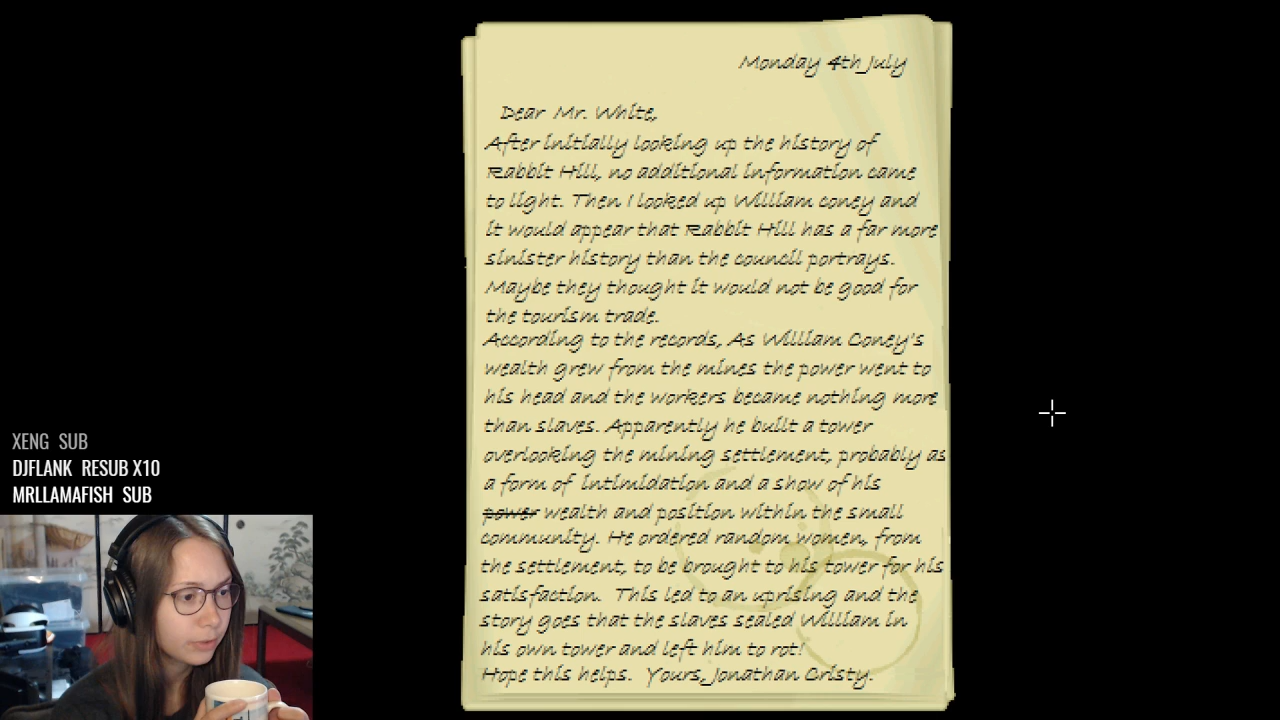 Monday 4th July
Dear Mr. White,
After initially looking up the history of
Rabbit Hill, no additional information came
to light. Then I looked up William coney and
it would appear that Rabbit Hill has a far more
sinister history than the council portrays.
Maybe they thought it would not be good for
the tourism trade.
According to the records, As William Coney's
wealth grew from the mines the power went to
his head and the workers became nothing more
than slaves. Apparently he built a tower
overlooking the mining settlement, probably as
a form of intimidation and a show of his
power wealth and position within the small
community. He ordered random women, from
the settlement, to be brought to his tower for his
satisfaction. This led to an uprising and the
story goes that the slaves sealed William in
his own tower and left him to rot!
Hope this helps. Yours, Jonathan Cristy.
XENG SUB
DJFLANK RESUB X10
MRLLAMAFISH SUB